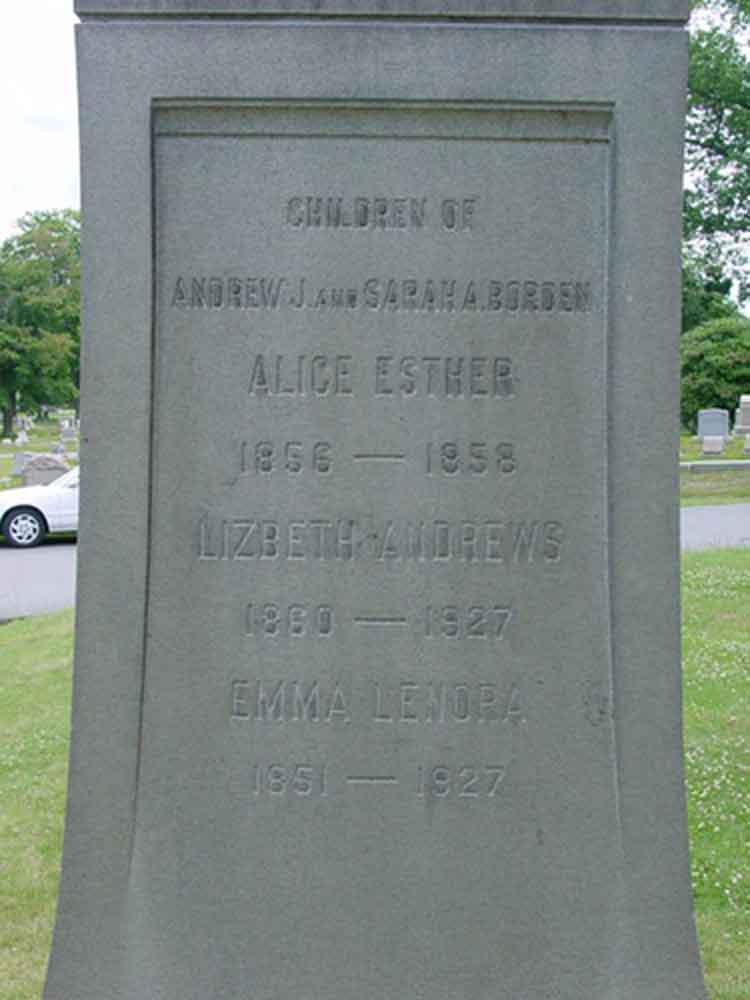 CHILDREN OF
ANDREW J. AND SARAH A. BORDEN
ALICE ESTHER
1856 — 1858
LIZBETH ANDREWS
1860 — 1927
EMMA LENORA
1851 — 1927